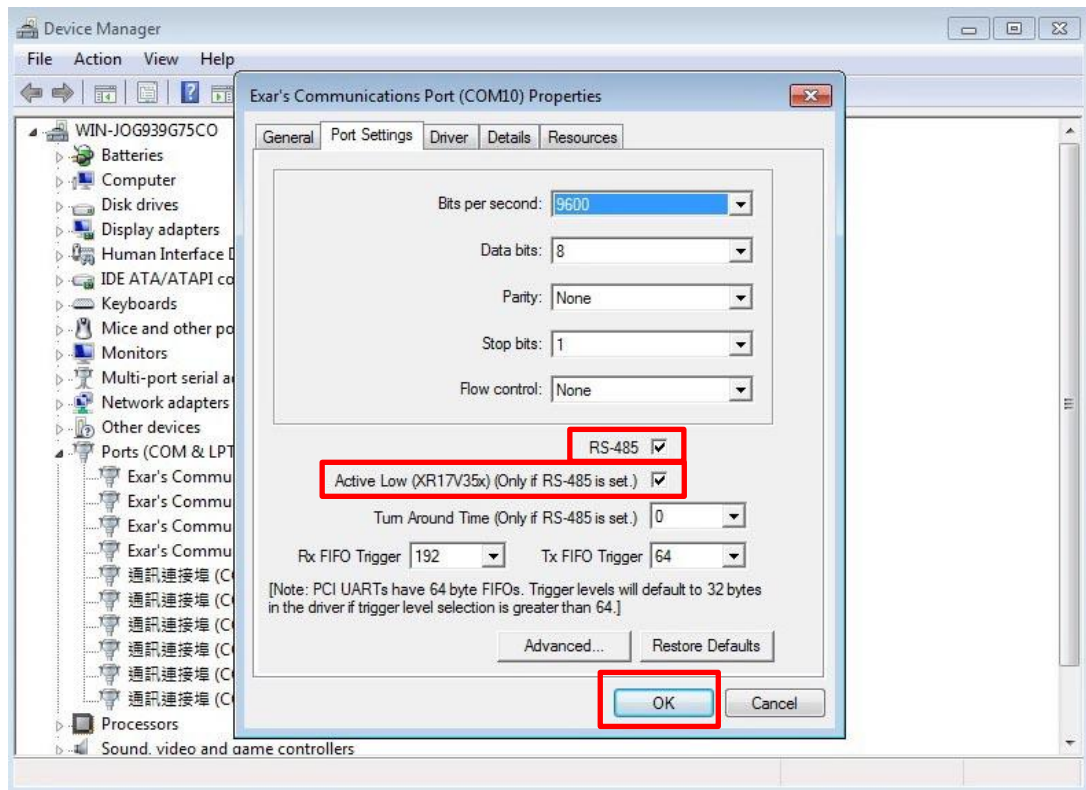 Device Manager
File Action View Help
WIN-JOG939G75CO
Batteries
Computer
Disk drives
Display adapters
Human Interface
IDE ATA/ATAPI co
Keyboards
Mice and other po
Monitors
Multi-port serial a
Network adapters
Other devices
Ports (COM & LPT
Exar's Commu
Exar's Commu
Exar's Commu
Exar's Commu
通訊連接埠 (C
通訊連接埠 (C
通訊連接埠 (C
通訊連接埠 (C
通訊連接埠 (C
通訊連接埠 (C
Processors
Sound, video and game controllers
Exar's Communications Port (COM10) Properties
General Port Settings Driver Details Resources
Bits per second: 9600
Data bits: 8
Parity: None
Stop bits: 1
Flow control: None
RS-485
Active Low (XR17V35x) (Only if RS-485 is set.)
Turn Around Time (Only if RS-485 is set.) 0
Rx FIFO Trigger 192 Tx FIFO Trigger 64
[Note: PCI UARTs have 64 byte FIFOs. Trigger levels will default to 32 bytes
in the driver if trigger level selection is greater than 64.]
Advanced... Restore Defaults
OK Cancel